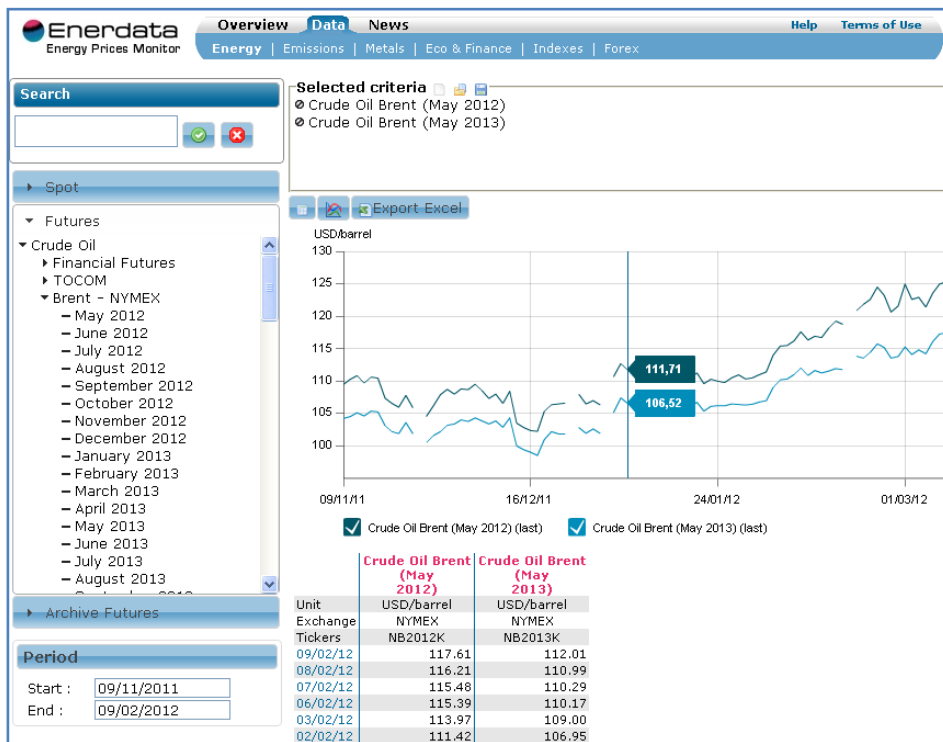 Enerdata
Energy Prices Monitor
Overview Data News
Help Terms of Use
Energy | Emissions | Metals | Eco & Finance | Indexes | Forex
Search
Spot
Futures
Crude Oil
Financial Futures
TOCOM
Brent - NYMEX
May 2012
June 2012
July 2012
August 2012
September 2012
October 2012
November 2012
December 2012
January 2013
February 2013
March 2013
April 2013
May 2013
June 2013
July 2013
August 2013
Archive Futures
Period
Start : 09/11/2011
End : 09/02/2012
Selected criteria
Crude Oil Brent (May 2012)
Crude Oil Brent (May 2013)
Export Excel
USD/barrel
130
125
120
115
110
105
100
111,71
106,52
09/11/11 16/12/11 24/01/12 01/03/12
Crude Oil Brent (May 2012) (last) Crude Oil Brent (May 2013) (last)
Crude Oil Brent Crude Oil Brent
(May (May
2012) 2013)
Unit USD/barrel USD/barrel
Exchange NYMEX NYMEX
Tickers NB2012K NB2013K
09/02/12 117.61 112.01
08/02/12 116.21 110.99
07/02/12 115.48 110.29
06/02/12 115.39 110.17
03/02/12 113.97 109.00
02/02/12 111.42 106.95